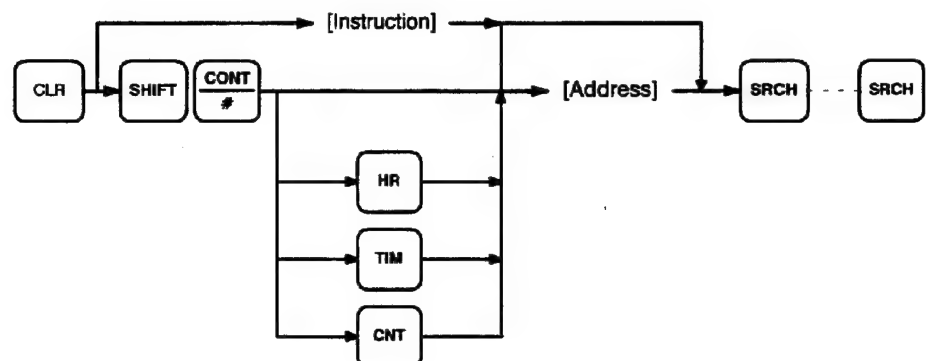 [Instruction]
CLR
SHIFT
CONT
#
[Address]
SRCH
SRCH
HR
TIM
CNT